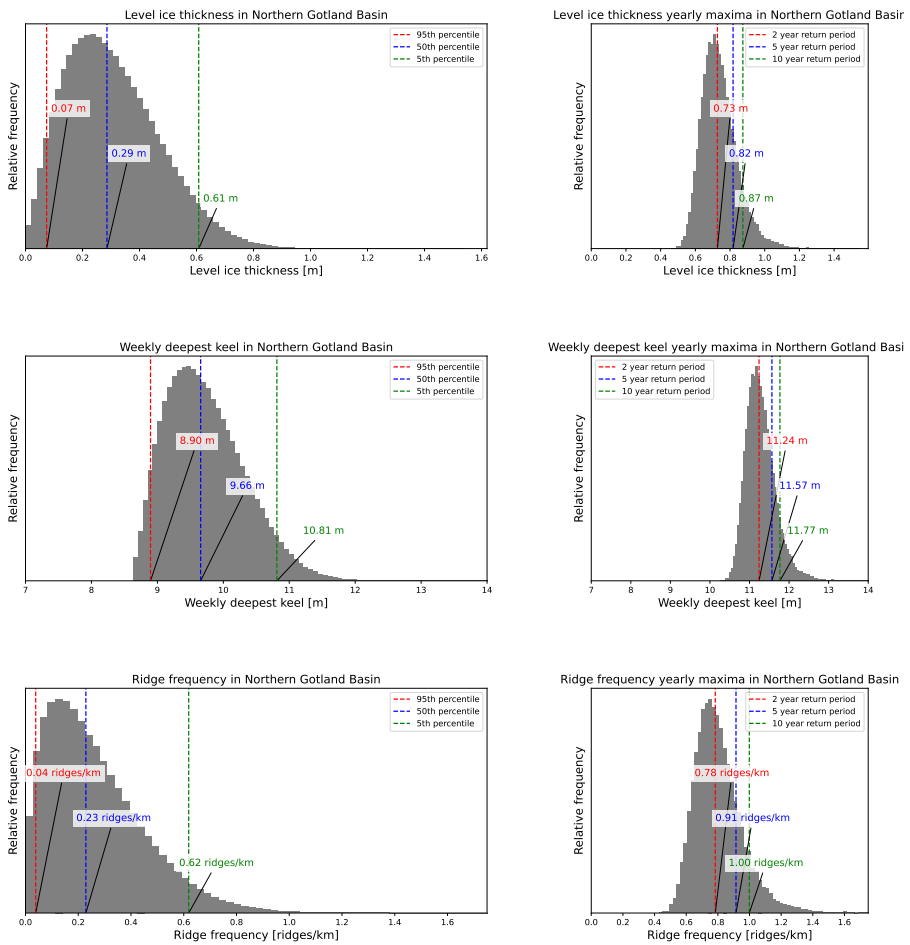 Level ice thickness in Northern Gotland Basin
Relative frequency
95th percentile
50th percentile
5th percentile
0.07 m
0.29 m
0.61 m
0.0 0.2 0.4 0.6 0.8 1.0 1.2 1.4 1.6
Level ice thickness [m]
Level ice thickness yearly maxima in Northern Gotland Basin
Relative frequency
2 year return period
5 year return period
10 year return period
0.73 m
0.82 m
0.87 m
0.0 0.2 0.4 0.6 0.8 1.0 1.2 1.4
Level ice thickness [m]
Weekly deepest keel in Northern Gotland Basin
Relative frequency
95th percentile
50th percentile
5th percentile
8.90 m
9.66 m
10.81 m
7 8 9 10 11 12 13 14
Weekly deepest keel [m]
Weekly deepest keel yearly maxima in Northern Gotland Bas
Relative frequency
2 year return period
5 year return period
10 year return period
11.24 m
11.57 m
11.77 m
7 8 9 10 11 12 13 14
Weekly deepest keel [m]
Ridge frequency in Northern Gotland Basin
Relative frequency
95th percentile
50th percentile
5th percentile
0.04 ridges/km
0.23 ridges/km
0.62 ridges/km
0.0 0.2 0.4 0.6 0.8 1.0 1.2 1.4 1.6
Ridge frequency [ridges/km]
Ridge frequency yearly maxima in Northern Gotland Basin
Relative frequency
2 year return period
5 year return period
10 year return period
0.78 ridges/km
0.91 ridges/km
1.00 ridges/km
0.0 0.2 0.4 0.6 0.8 1.0 1.2 1.4 1.6
Ridge frequency [ridges/km]